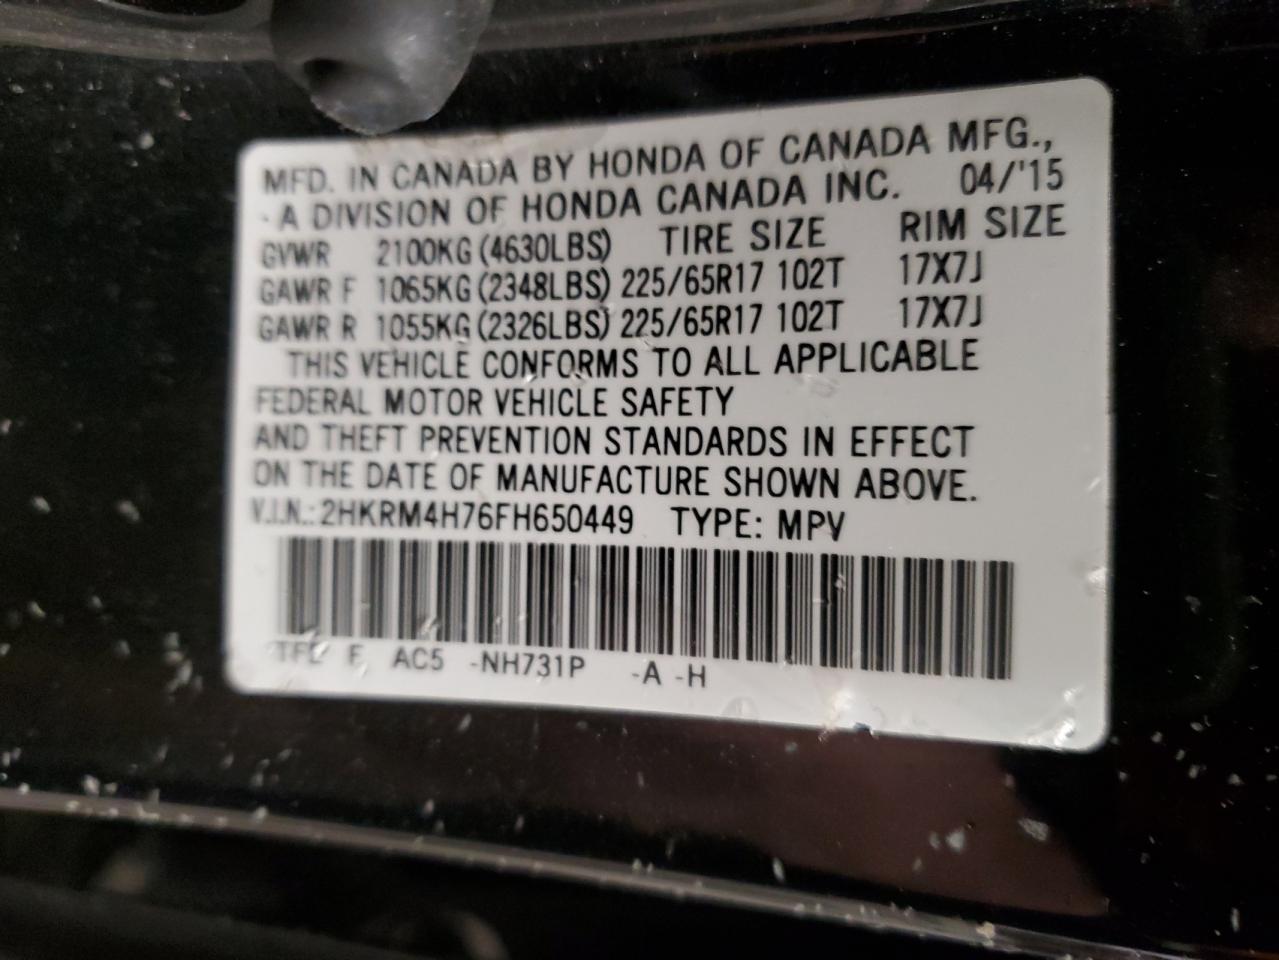 MFD. IN CANADA BY HONDA OF CANADA MFG.,
- A DIVISION OF HONDA CANADA INC. 04/'15
GVWR 2100KG (4630LBS) TIRE SIZE RIM SIZE
GAWR F 1065KG (2348LBS) 225/65R17 102T 17X7J
GAWR R 1055KG (2326LBS) 225/65R17 102T 17X7J
THIS VEHICLE CONFORMS TO ALL APPLICABLE
FEDERAL MOTOR VEHICLE SAFETY
AND THEFT PREVENTION STANDARDS IN EFFECT
ON THE DATE OF MANUFACTURE SHOWN ABOVE.
V.I.N.: 2HKRM4H76FH650449 TYPE: MPV
F AC5 -NH731P -A -H